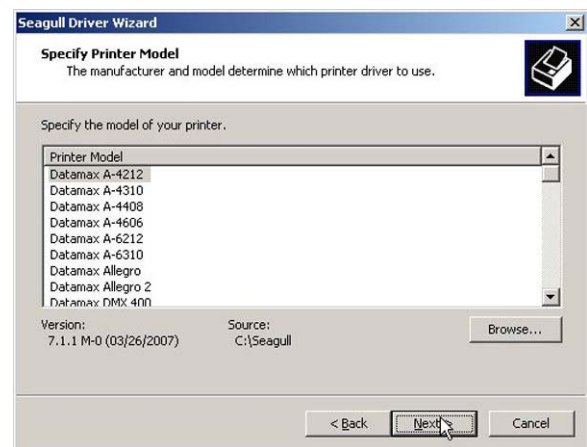 Seagull Driver Wizard
Specify Printer Model
The manufacturer and model determine which printer driver to use.
Specify the model of your printer.
Printer Model
Datamax A-4212
Datamax A-4310
Datamax A-4408
Datamax A-4606
Datamax A-6212
Datamax A-6310
Datamax Allegro
Datamax Allegro 2
Datamax DMX 400
Version: Source:
7.1.1 M-0 (03/26/2007) C:\Seagull
Browse...
< Back Next > Cancel